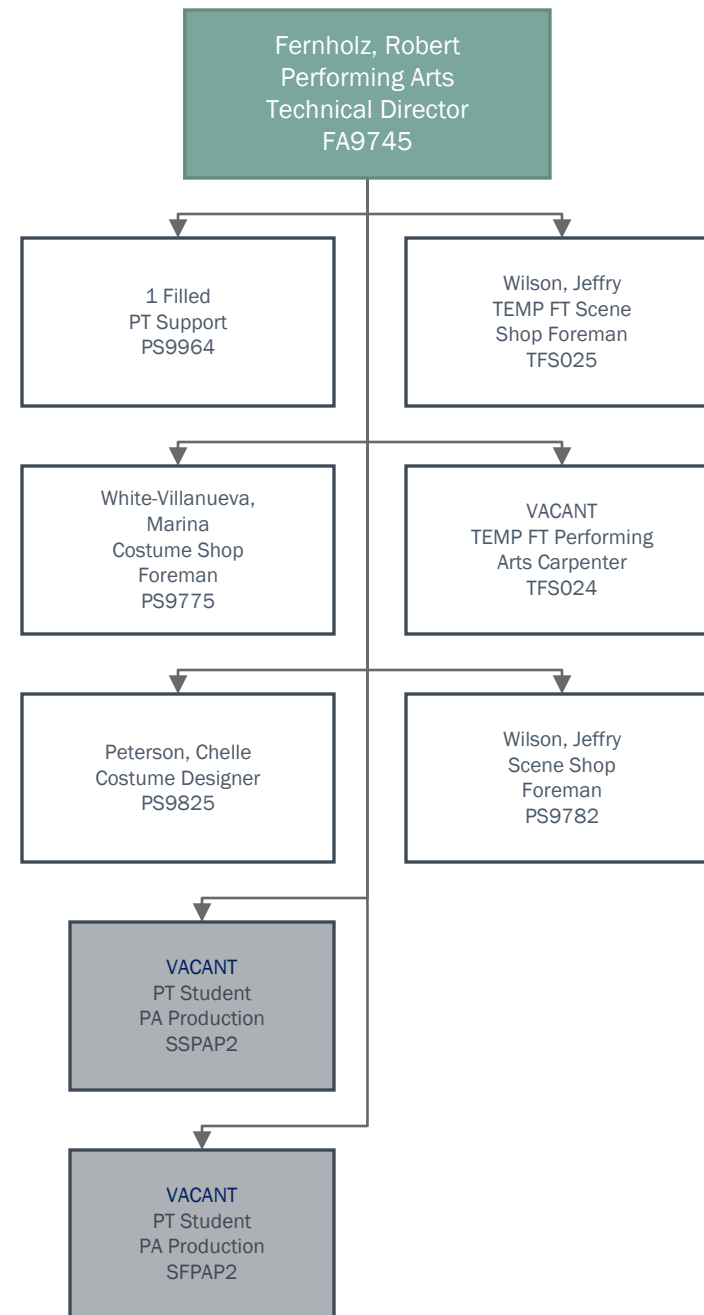 Fernholz, Robert
Performing Arts
Technical Director
FA9745
1 Filled
PT Support
PS9964
Wilson, Jeffry
TEMP FT Scene
Shop Foreman
TFS025
White-Villanueva,
Marina
Costume Shop
Foreman
PS9775
VACANT
TEMP FT Performing
Arts Carpenter
TFS024
Peterson, Chelle
Costume Designer
PS9825
Wilson, Jeffry
Scene Shop
Foreman
PS9782
VACANT
PT Student
PA Production
SSPAP2
VACANT
PT Student
PA Production
SFPAP2